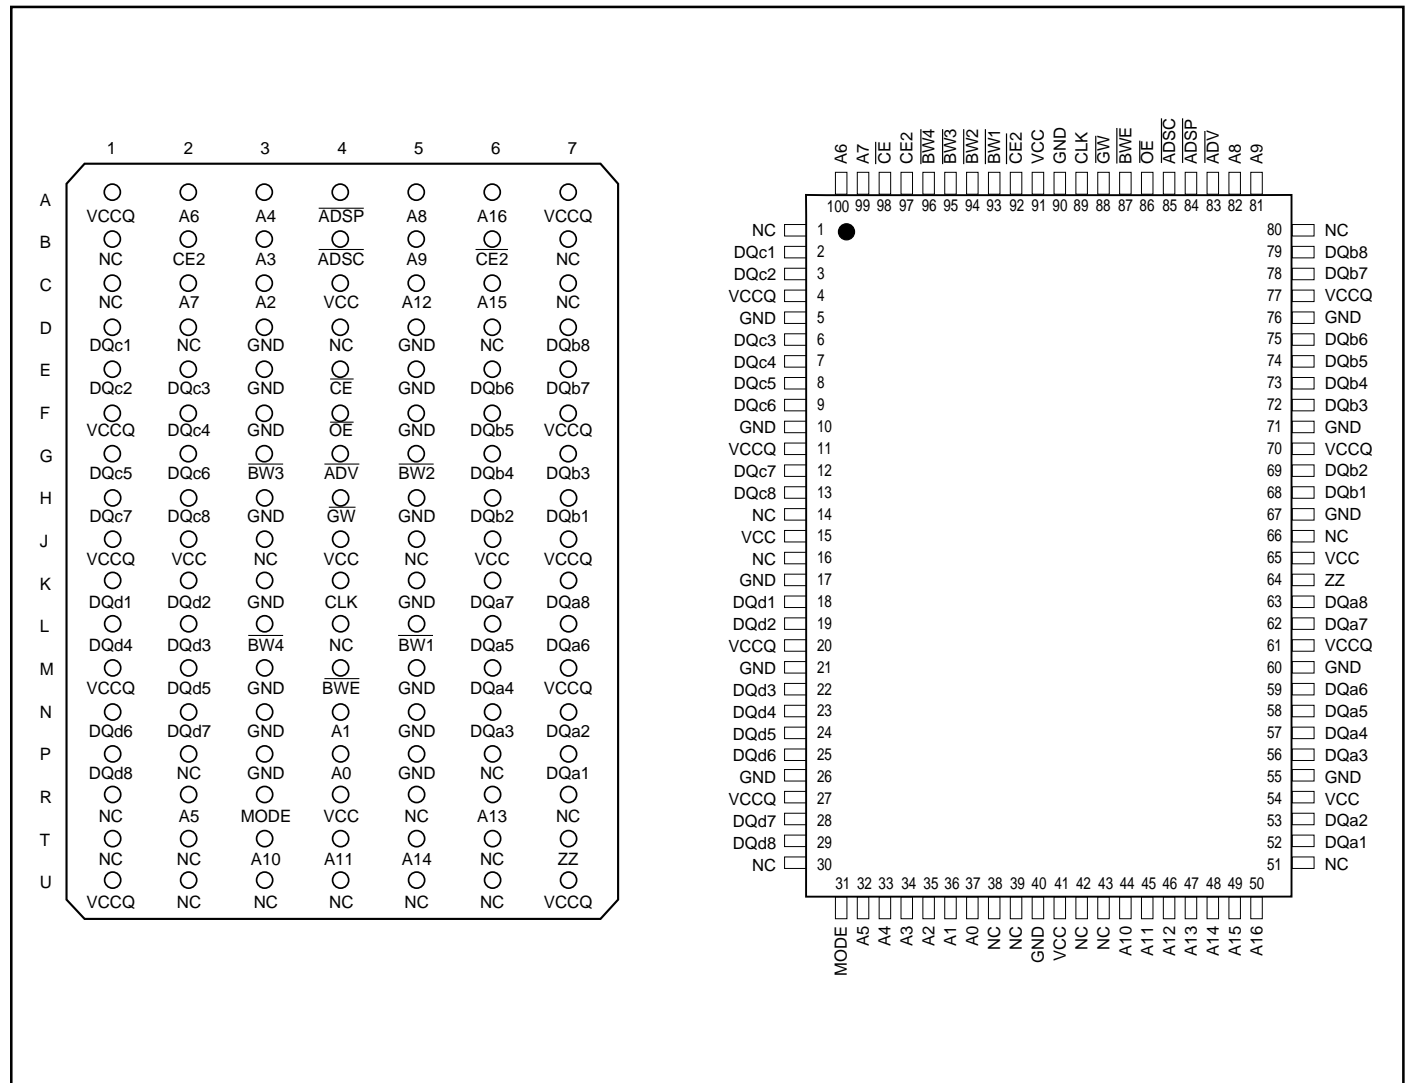 1 2 3 4 5 6 7
A
VCCQ A6 A4 ADSP A8 A16 VCCQ
B
NC CE2 A3 ADSC A9 CE2 NC
C
NC A7 A2 VCC A12 A15 NC
D
DQc1 NC GND NC GND NC DQb8
E
DQc2 DQc3 GND CE GND DQb6 DQb7
F
VCCQ DQc4 GND OE GND DQb5 VCCQ
G
DQc5 DQc6 BW3 ADV BW2 DQb4 DQb3
H
DQc7 DQc8 GND GW GND DQb2 DQb1
J
VCCQ VCC NC VCC NC VCC VCCQ
K
DQd1 DQd2 GND CLK GND DQa7 DQa8
L
DQd4 DQd3 BW4 NC BW1 DQa5 DQa6
M
VCCQ DQd5 GND BWE GND DQa4 VCCQ
N
DQd6 DQd7 GND A1 GND DQa3 DQa2
P
DQd8 NC GND A0 GND NC DQa1
R
NC A5 MODE VCC NC A13 NC
T
NC NC A10 A11 A14 NC ZZ
U
VCCQ NC NC NC NC NC VCCQ
A6 A7 CE CE2 BW4 BW3 BW2 BW1 CE2 VCC GND CLK GW BWE OE ADSC ADSP ADV A8 A9
100 99 98 97 96 95 94 93 92 91 90 89 88 87 86 85 84 83 82 81
NC 1 80 NC
DQc1 2 79 DQb8
DQc2 3 78 DQb7
VCCQ 4 77 VCCQ
GND 5 76 GND
DQc3 6 75 DQb6
DQc4 7 74 DQb5
DQc5 8 73 DQb4
DQc6 9 72 DQb3
GND 10 71 GND
VCCQ 11 70 VCCQ
DQc7 12 69 DQb2
DQc8 13 68 DQb1
NC 14 67 GND
VCC 15 66 NC
NC 16 65 VCC
GND 17 64 ZZ
DQd1 18 63 DQa8
DQd2 19 62 DQa7
VCCQ 20 61 VCCQ
GND 21 60 GND
DQd3 22 59 DQa6
DQd4 23 58 DQa5
DQd5 24 57 DQa4
DQd6 25 56 DQa3
GND 26 55 GND
VCCQ 27 54 VCC
DQd7 28 53 DQa2
DQd8 29 52 DQa1
NC 30 51 NC
31 32 33 34 35 36 37 38 39 40 41 42 43 44 45 46 47 48 49 50
MODE A5 A4 A3 A2 A1 A0 NC NC GND VCC NC NC A10 A11 A12 A13 A14 A15 A16